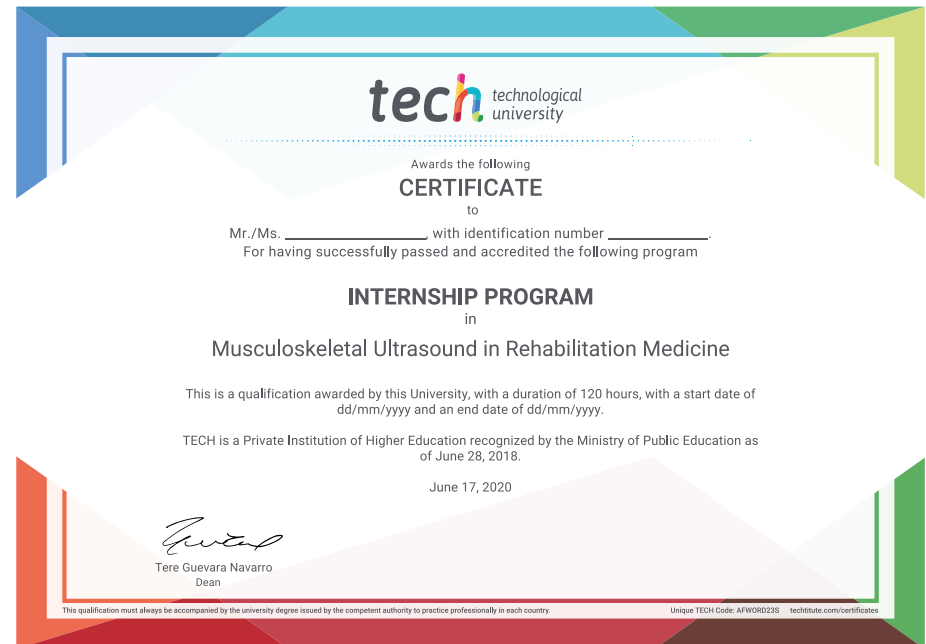 tech technological
university
Awards the following
CERTIFICATE
to
Mr./Ms. ____________________, with identification number ______________.
For having successfully passed and accredited the following program
INTERNSHIP PROGRAM
in
Musculoskeletal Ultrasound in Rehabilitation Medicine
This is a qualification awarded by this University, with a duration of 120 hours, with a start date of
dd/mm/yyyy and an end date of dd/mm/yyyy.
TECH is a Private Institution of Higher Education recognized by the Ministry of Public Education as
of June 28, 2018.
June 17, 2020
Tere Guevara Navarro
Dean
This qualification must always be accompanied by the university degree issued by the competent authority to practice professionally in each country. Unique TECH Code: AFWORD23S techtitute.com/certificates